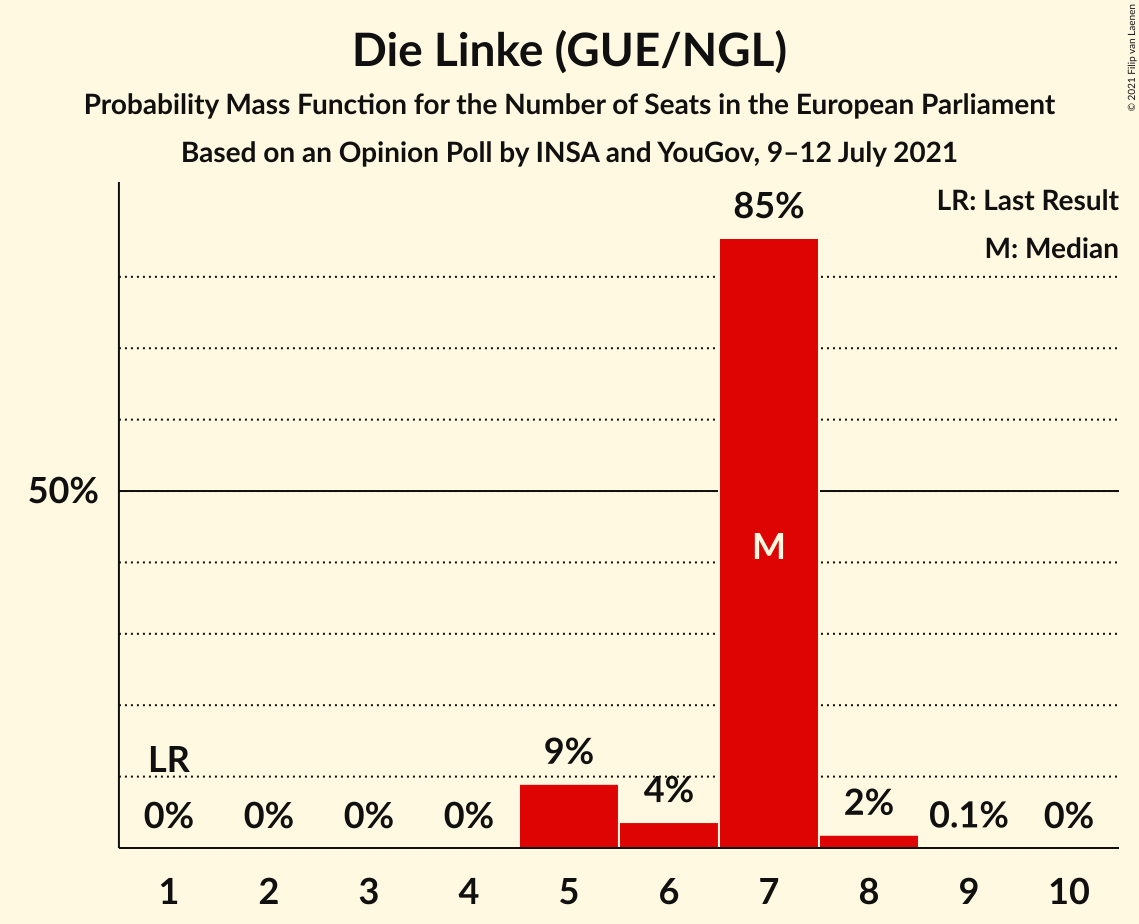 © 2021 Filip van Laenen
Die Linke (GUE/NGL)
Probability Mass Function for the Number of Seats in the European Parliament
Based on an Opinion Poll by INSA and YouGov, 9–12 July 2021
LR: Last Result
M: Median
85%
50%
M
LR
9%
4%
2%
0% 0% 0% 0% 0.1% 0%
1 2 3 4 5 6 7 8 9 10